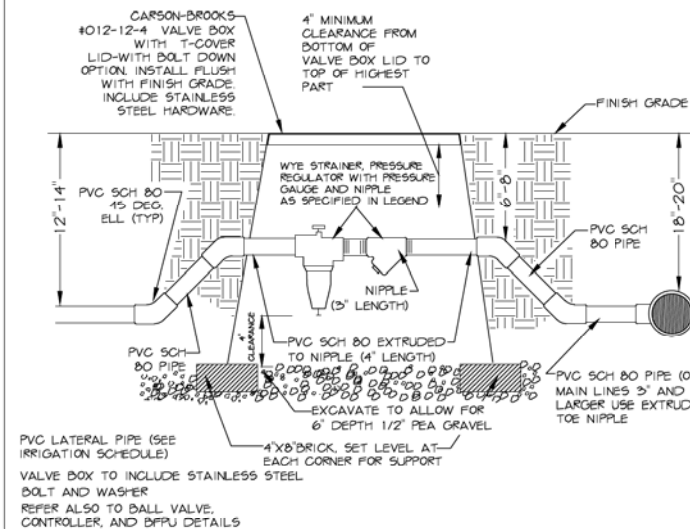 CARSON-BROOKS
#012-12-4 VALVE BOX
WITH T-COVER
LID-WITH BOLT DOWN
OPTION. INSTALL FLUSH
WITH FINISH GRADE.
INCLUDE STAINLESS
STEEL HARDWARE.
4" MINIMUM
CLEARANCE FROM
BOTTOM OF
VALVE BOX LID TO
TOP OF HIGHEST
PART
FINISH GRADE
12"-14"
PVC SCH 80
45 DEG.
ELL (TYP)
WYE STRAINER, PRESSURE
REGULATOR WITH PRESSURE
GAUGE AND NIPPLE
AS SPECIFIED IN LEGEND
6"-8"
18"-20"
PVC SCH
80 PIPE
NIPPLE
(3" LENGTH)
4"
CLEARANCE
PVC SCH
80 PIPE
PVC SCH 80 EXTRUDED
TO NIPPLE (4" LENGTH)
PVC SCH 80 PIPE (O
MAIN LINES 3" AND
LARGER USE EXTRUD
TOE NIPPLE
EXCAVATE TO ALLOW FOR
6" DEPTH 1/2" PEA GRAVEL
4"X8"BRICK, SET LEVEL AT
EACH CORNER FOR SUPPORT
PVC LATERAL PIPE (SEE
IRRIGATION SCHEDULE)
VALVE BOX TO INCLUDE STAINLESS STEEL
BOLT AND WASHER
REFER ALSO TO BALL VALVE,
CONTROLLER, AND BFPU DETAILS